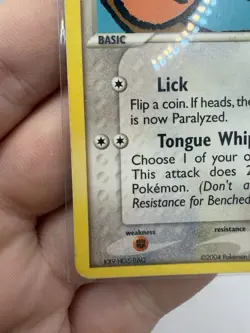 BASIC
Lick
Flip a coin. If heads, the
is now Paralyzed.
Tongue Whip
Choose 1 of your o
This attack does 2
Pokémon. (Don't a
Resistance for Benched
weakness
resistance
©2004 Pokémon